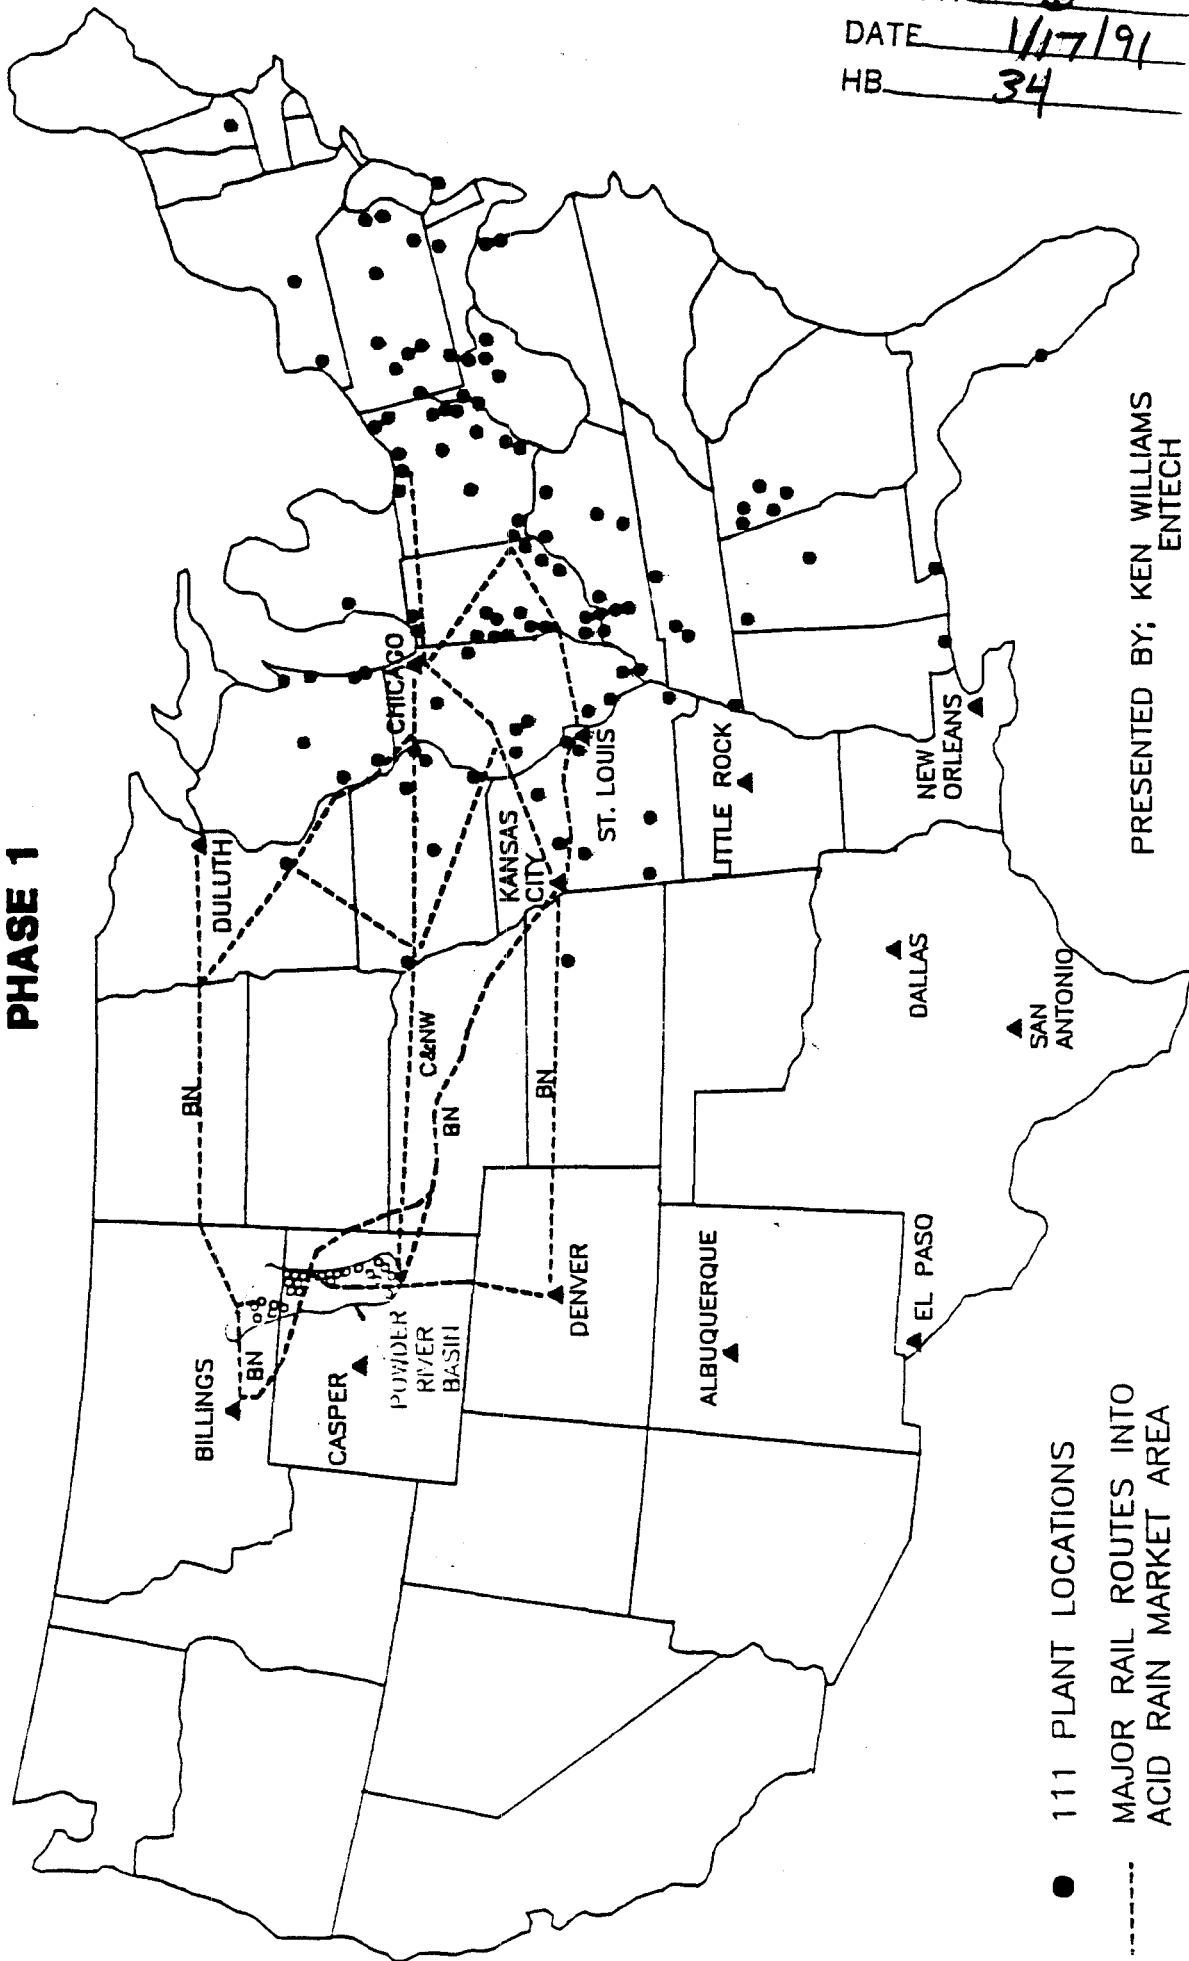 DATE 1/17/91
HB 34
PHASE 1
BN
DULUTH
BILLINGS
BN
CASPER
POWDER
RIVER
BASIN
C&NW
BN
BN
CHICAGO
KANSAS
CITY
ST. LOUIS
DENVER
LITTLE ROCK
ALBUQUERQUE
EL PASO
DALLAS
SAN
ANTONIO
NEW
ORLEANS
111 PLANT LOCATIONS
MAJOR RAIL ROUTES INTO
ACID RAIN MARKET AREA
PRESENTED BY; KEN WILLIAMS
ENTECH